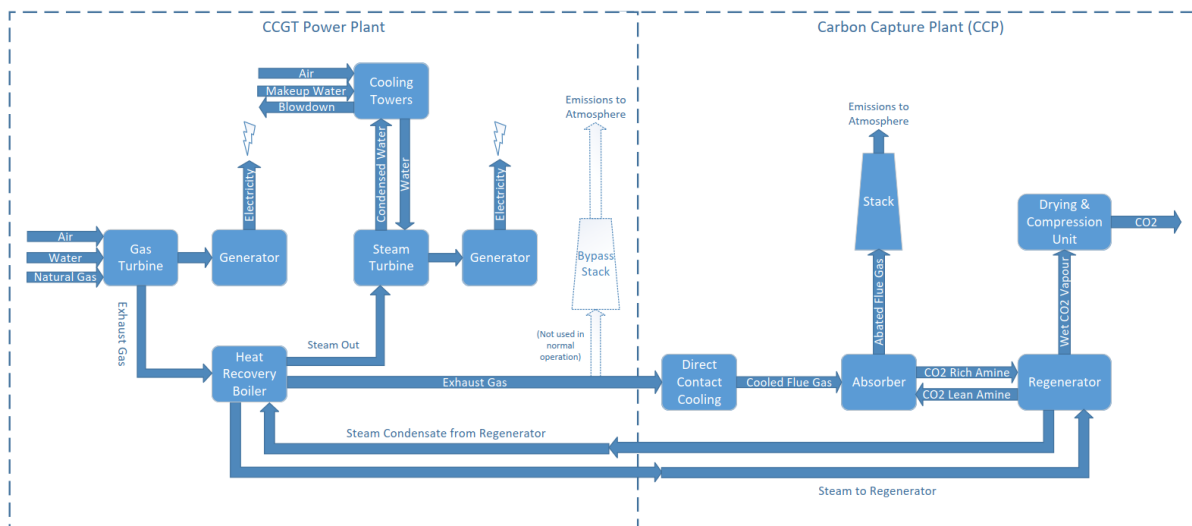 CCGT Power Plant
Carbon Capture Plant (CCP)
Air
Makeup Water
Blowdown
Cooling
Towers
Emissions to
Atmosphere
Emissions to
Atmosphere
Electricity
Condensed Water
Water
Electricity
Stack
Drying &
Compression
Unit
CO2
Air
Water
Natural Gas
Gas
Turbine
Generator
Steam
Turbine
Generator
Bypass
Stack
Abated Flue Gas
Wet CO2 Vapour
Exhaust Gas
Steam Out
(Not used in
normal
operation)
Heat
Recovery
Boiler
Exhaust Gas
Direct
Contact
Cooling
Cooled Flue Gas
Absorber
CO2 Rich Amine
CO2 Lean Amine
Regenerator
Steam Condensate from Regenerator
Steam to Regenerator